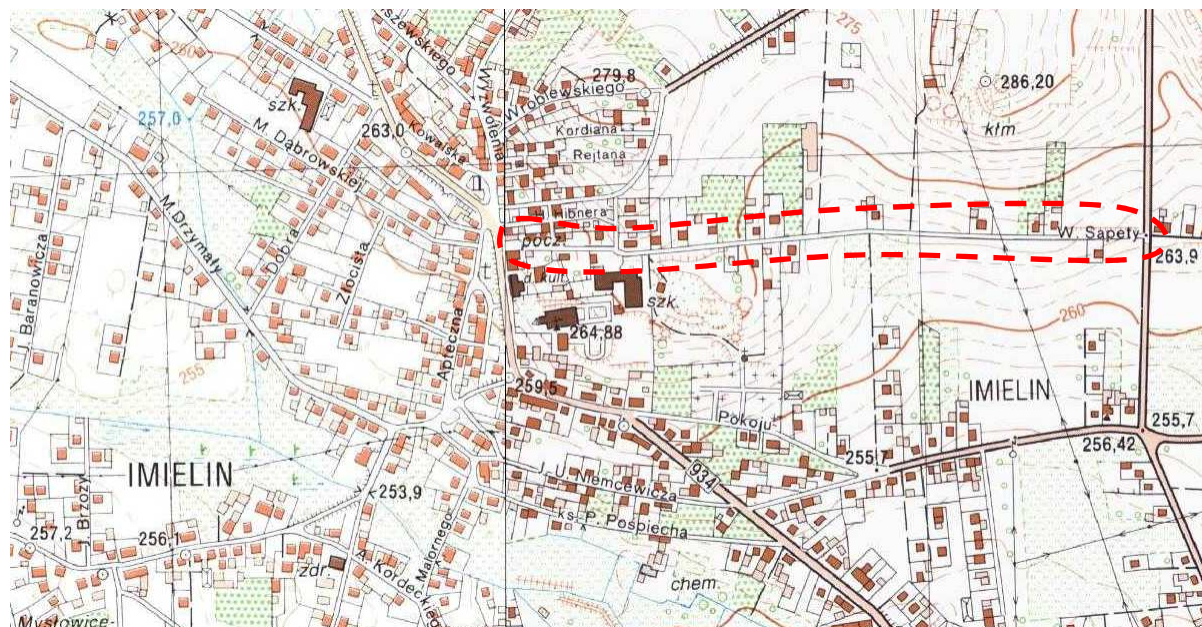 260
szewskiego
275
Wyzwolenia
279,8
Wróblewskiego
286,20
szk.
257,0
263,0
Kowalska
Kordiana
T. Rejtana
kłm
M. Dąbrowskiej
M. Drzymały
H. Hibnera
poczt.
W. Sapety
263,9
J. Baranowicza
Dobra
Złocista
d. kult.
szk.
264,88
260
255
Apteczna
259,5
IMIELIN
Pokoju
255,7
256,42
255,7
IMIELIN
934
J. U. Niemcewicza
253,9
ks. P. Pośpiecha
257,2
J. Brzozy
256,1
zdr.
A. Kordeckiego
Malornego
chem.
Mysłowice-